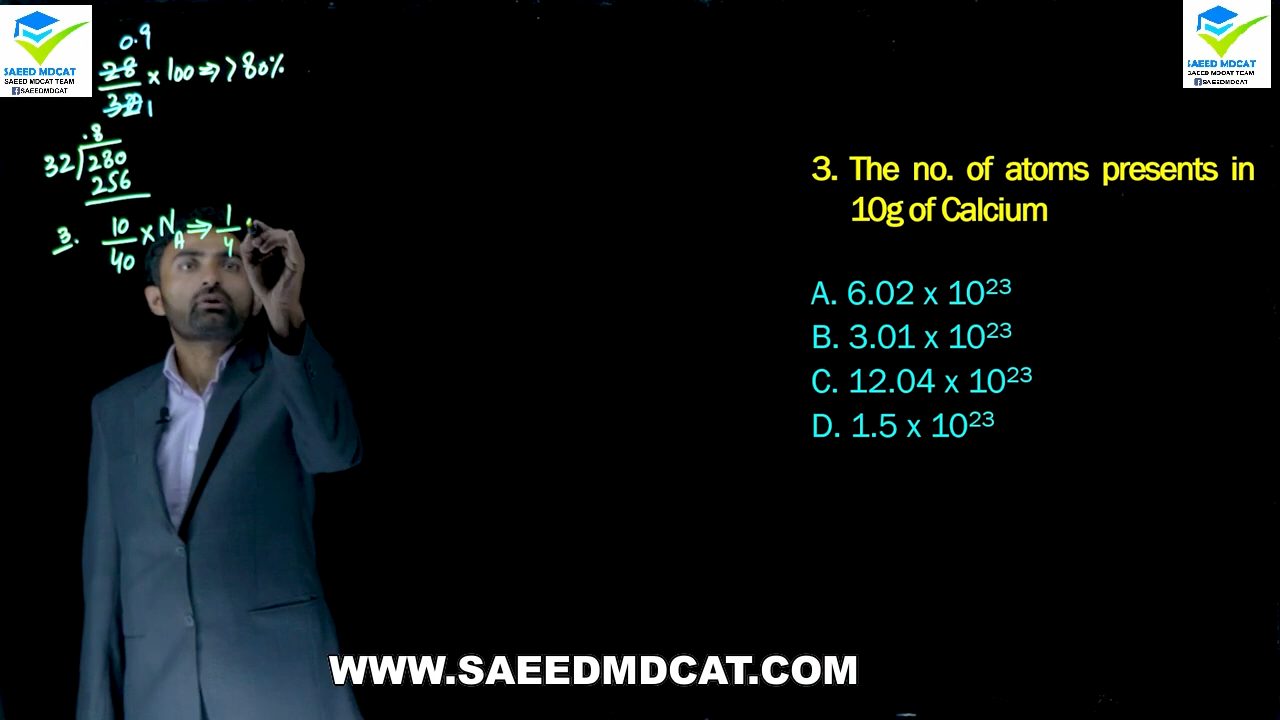 SAEED MDCAT
SAEED MDCAT TEAM
SAEEDMDCAT
SAEED MDCAT
SAEED MDCAT TEAM
SAEEDMDCAT
0.9
28/32 1 × 100 ⇒ > 80%
.8
32 280
256
3. 10/40 × N_A ⇒ 1/4
3. The no. of atoms presents in
10g of Calcium
A. 6.02 x 10²³
B. 3.01 x 10²³
C. 12.04 x 10²³
D. 1.5 x 10²³
WWW.SAEEDMDCAT.COM